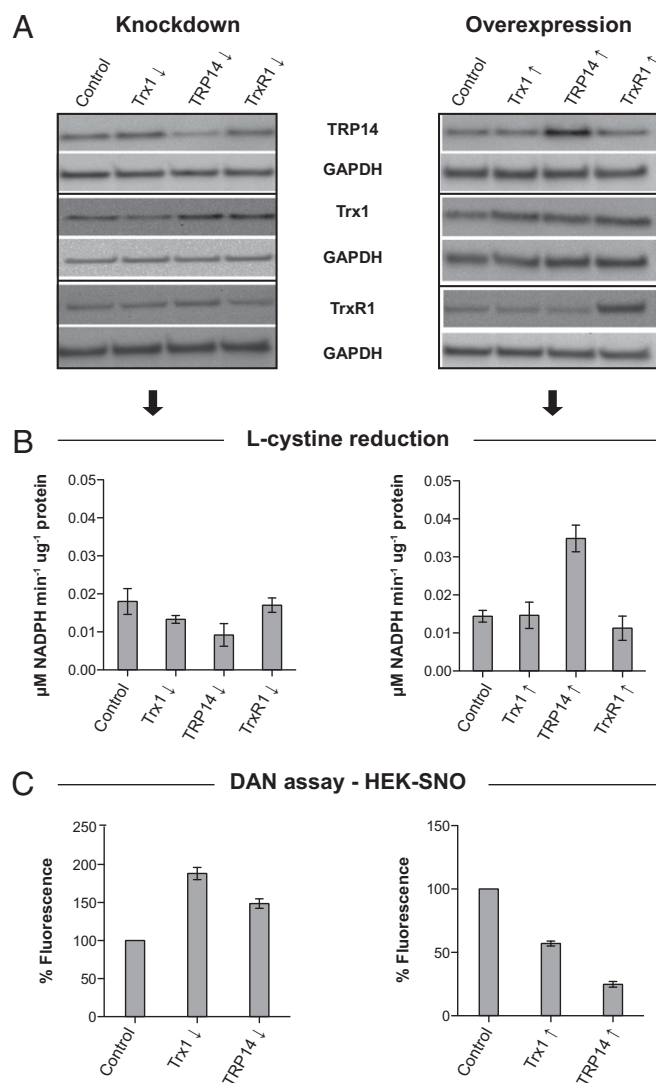 A
Knockdown
Overexpression
Control
Trx1↓
TRP14↓
TrxR1↓
Control
Trx1↑
TRP14↑
TrxR1↑
TRP14
GAPDH
Trx1
GAPDH
TrxR1
GAPDH
B
L-cystine reduction
µM NADPH min⁻¹ ug⁻¹ protein
0.05
0.04
0.03
0.02
0.01
0.00
Control
Trx1↓
TRP14↓
TrxR1↓
µM NADPH min⁻¹ ug⁻¹ protein
0.05
0.04
0.03
0.02
0.01
0.00
Control
Trx1↑
TRP14↑
TrxR1↑
C
DAN assay - HEK-SNO
% Fluorescence
250
200
150
100
50
0
Control
Trx1↓
TRP14↓
% Fluorescence
150
100
50
0
Control
Trx1↑
TRP14↑